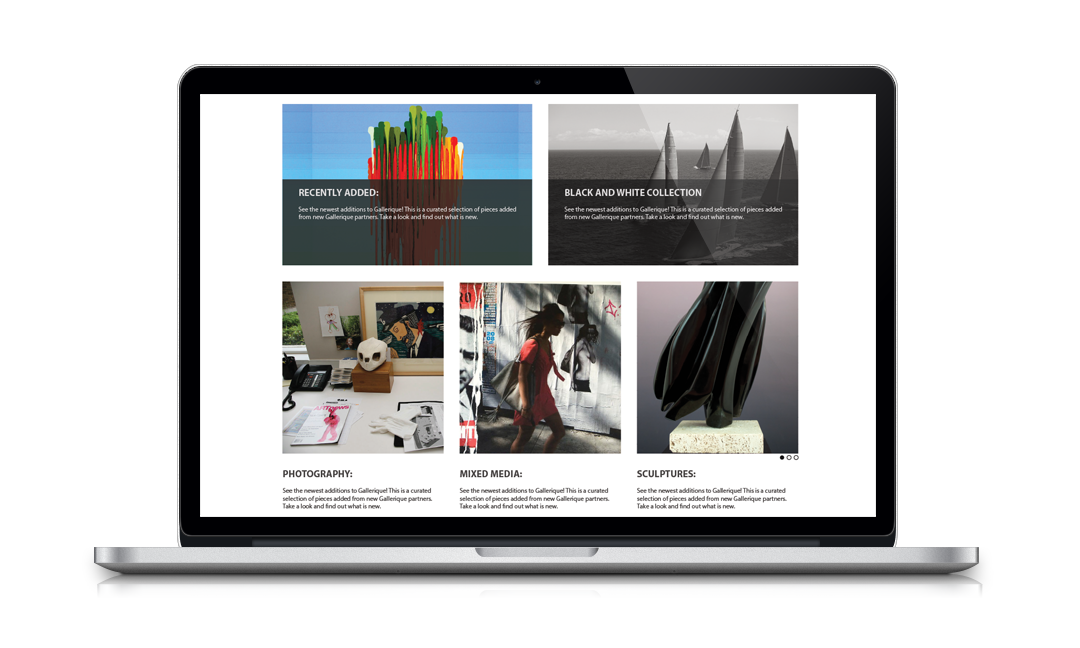 RECENTLY ADDED:
See the newest additions to Gallerique! This is a curated selection of pieces added
from new Gallerique partners. Take a look and find out what is new.
BLACK AND WHITE COLLECTION
See the newest additions to Gallerique! This is a curated selection of pieces added
from new Gallerique partners. Take a look and find out what is new.
artnews
PHOTOGRAPHY:
See the newest additions to Gallerique! This is a curated
selection of pieces added from new Gallerique partners.
Take a look and find out what is new.
MIXED MEDIA:
See the newest additions to Gallerique! This is a curated
selection of pieces added from new Gallerique partners.
Take a look and find out what is new.
SCULPTURES:
See the newest additions to Gallerique! This is a curated
selection of pieces added from new Gallerique partners.
Take a look and find out what is new.